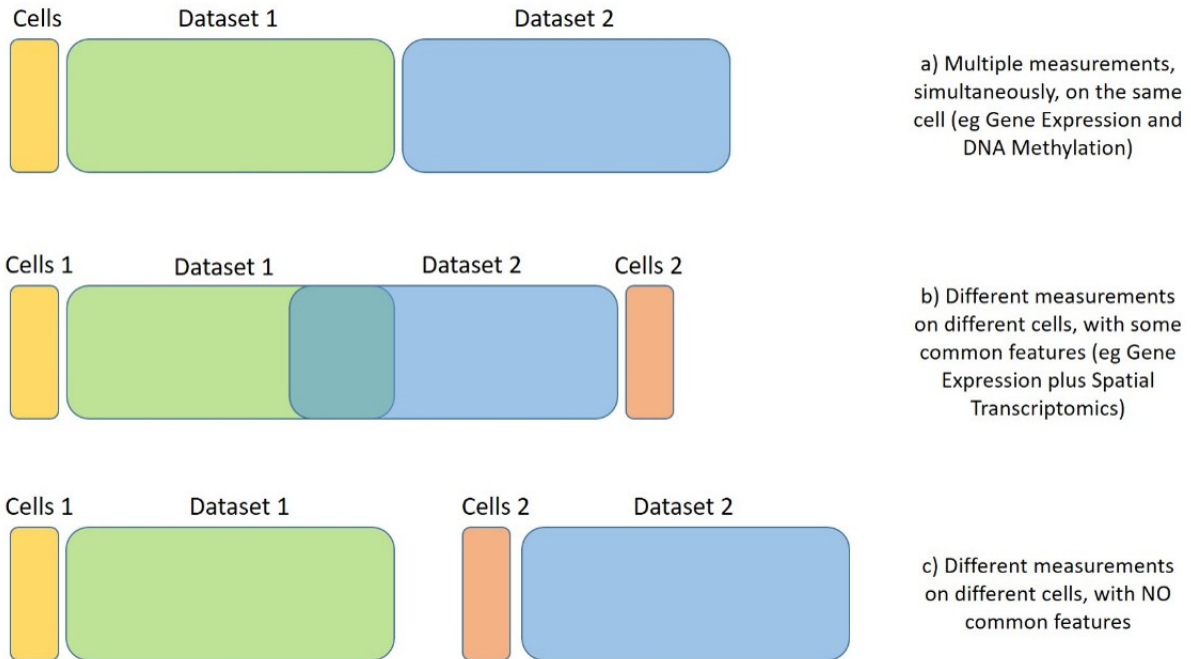 Cells
Dataset 1
Dataset 2
a) Multiple measurements,
simultaneously, on the same
cell (eg Gene Expression and
DNA Methylation)
Cells 1
Dataset 1
Dataset 2
Cells 2
b) Different measurements
on different cells, with some
common features (eg Gene
Expression plus Spatial
Transcriptomics)
Cells 1
Dataset 1
Cells 2
Dataset 2
c) Different measurements
on different cells, with NO
common features